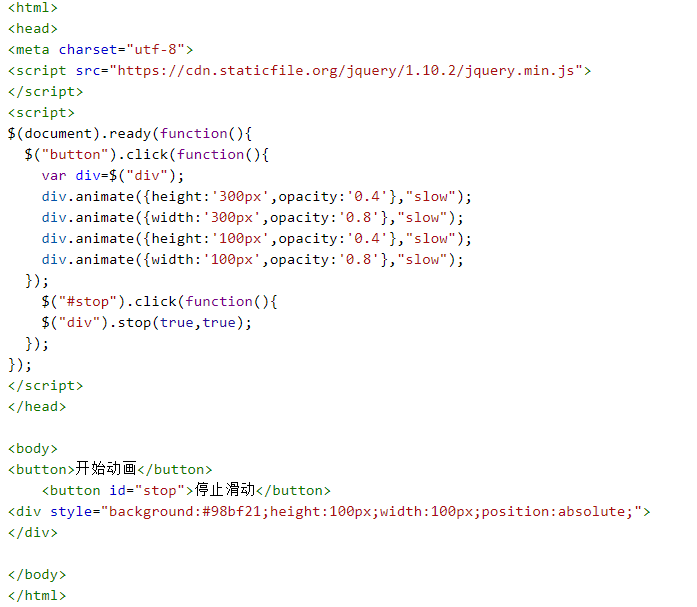 <html>
<head>
<meta charset="utf-8">
<script src="https://cdn.staticfile.org/jquery/1.10.2/jquery.min.js">
</script>
<script>
$(document).ready(function(){
  $("button").click(function(){
    var div=$("div");
    div.animate({height:'300px',opacity:'0.4'},"slow");
    div.animate({width:'300px',opacity:'0.8'},"slow");
    div.animate({height:'100px',opacity:'0.4'},"slow");
    div.animate({width:'100px',opacity:'0.8'},"slow");
  });
    $("#stop").click(function(){
    $("div").stop(true,true);
  });
});
</script>
</head>

<body>
<button>开始动画</button>
    <button id="stop">停止滑动</button>
<div style="background:#98bf21;height:100px;width:100px;position:absolute;">
</div>

</body>
</html>